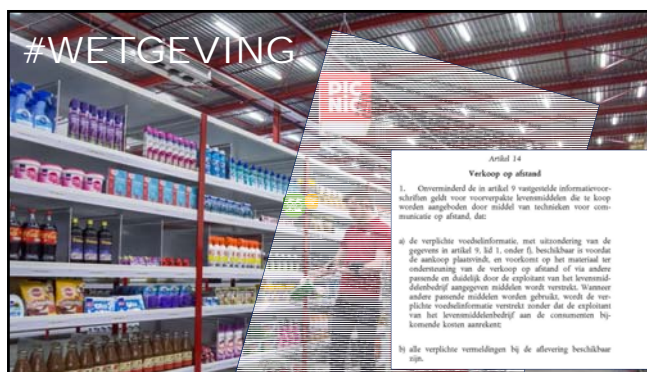 #WETGEVING
PIC
NIC
Artikel 14
Verkoop op afstand
1. Onverminderd de in artikel 9 vastgestelde informatievoor-
schriften geldt voor voorverpakte levensmiddelen die te koop
worden aangeboden door middel van technieken voor com-
municatie op afstand, dat:
a) de verplichte voedselinformatie, met uitzondering van de
gegevens in artikel 9, lid 1, onder f), beschikbaar is voordat
de aankoop plaatsvindt, en voorkomt op het materiaal ter
ondersteuning van de verkoop op afstand of via andere
passende en duidelijk door de exploitant van het levensmid-
delenbedrijf aangegeven middelen wordt verstrekt. Wanneer
andere passende middelen worden gebruikt, wordt de ver-
plichte voedselinformatie verstrekt zonder dat de exploitant
van het levensmiddelenbedrijf aan de consumenten bij-
komende kosten aanrekent;
b) alle verplichte vermeldingen bij de aflevering beschikbaar
zijn.